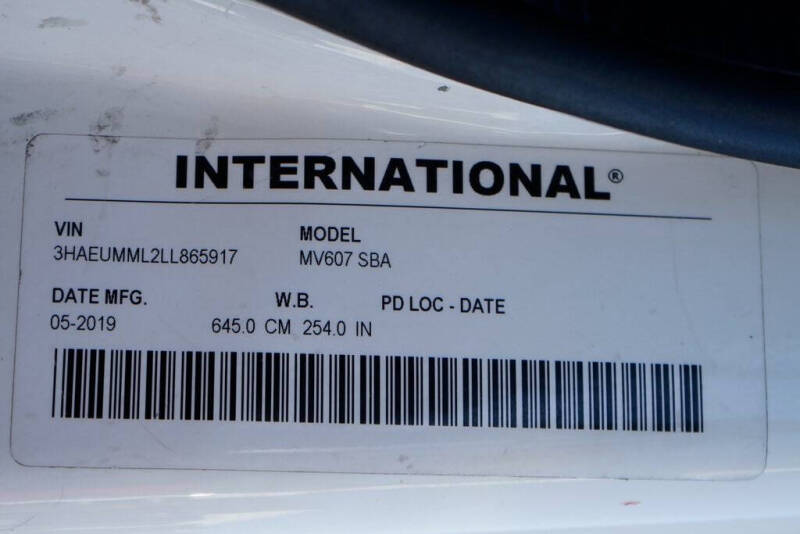 INTERNATIONAL®
VIN MODEL
3HAEUMML2LL865917 MV607 SBA
DATE MFG. W.B. PD LOC - DATE
05-2019 645.0 CM 254.0 IN